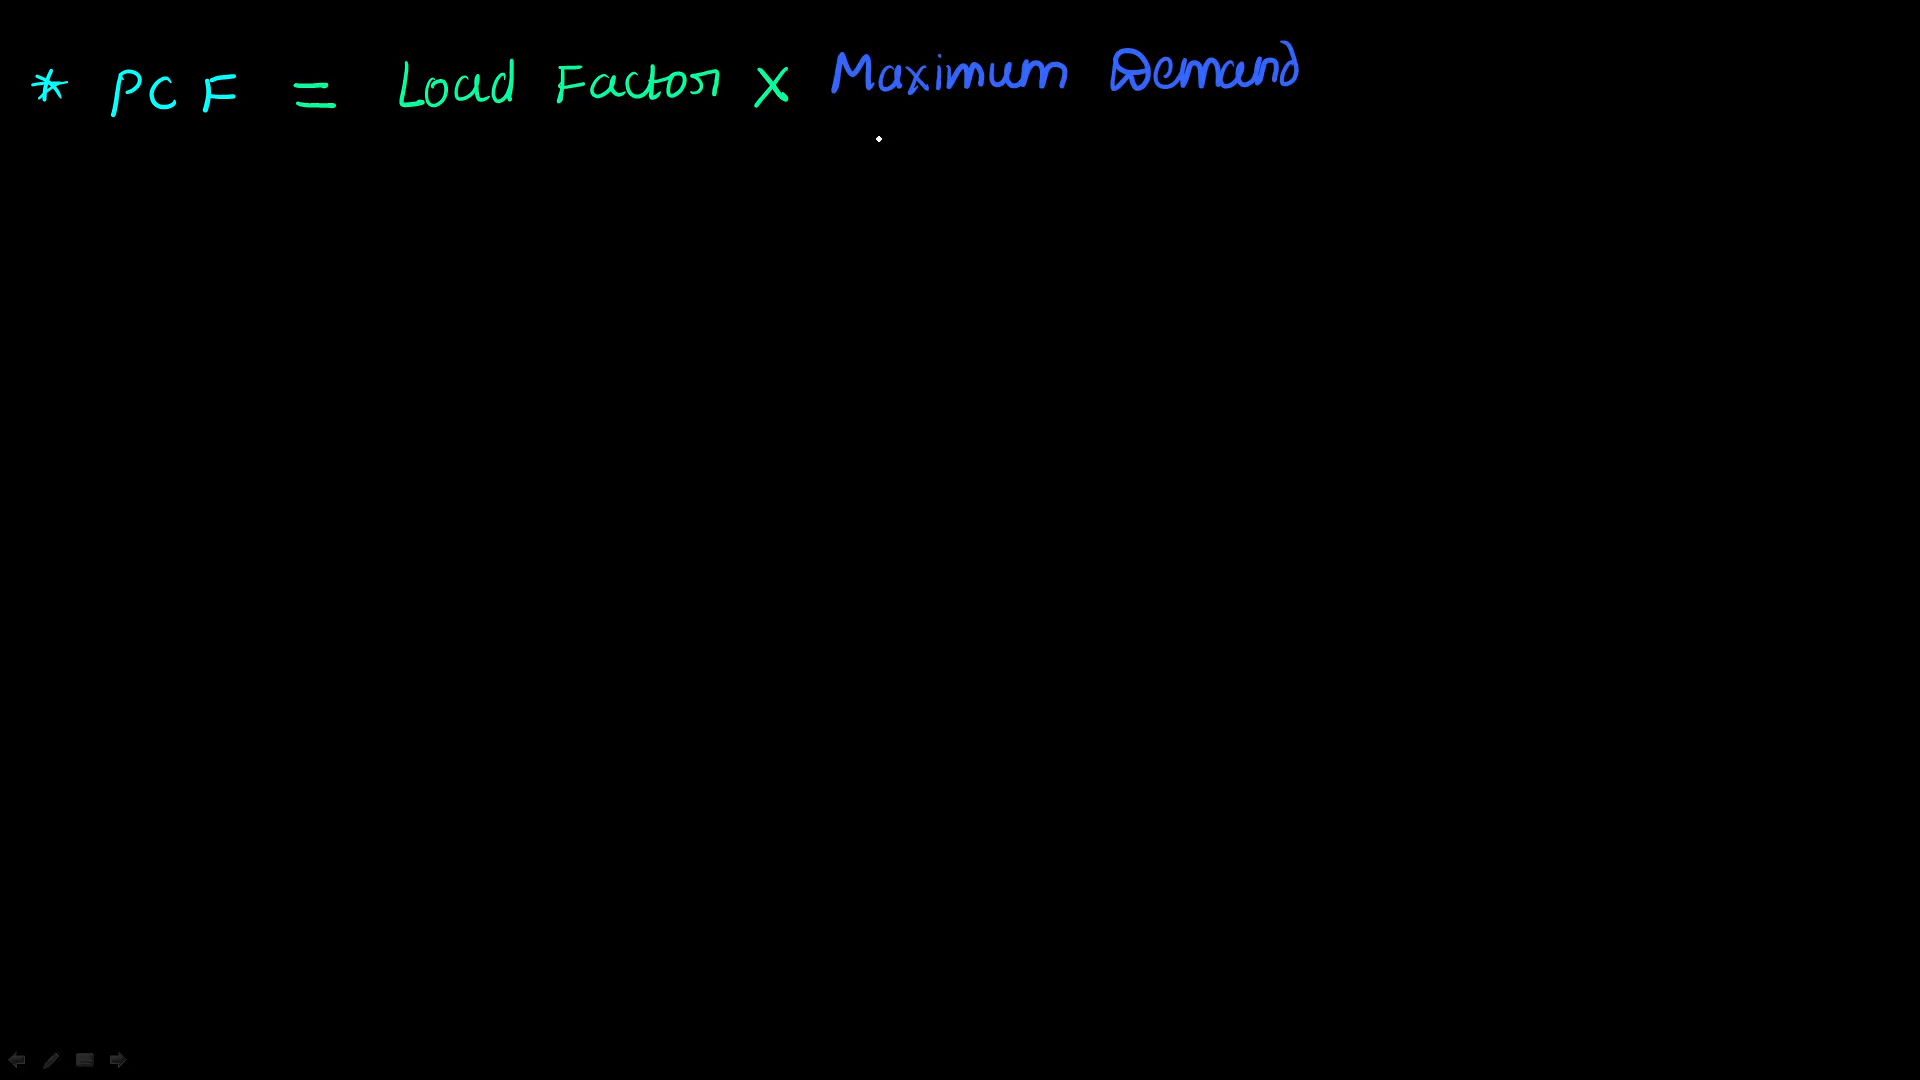 * PCF = Load Factor X Maximum Demand